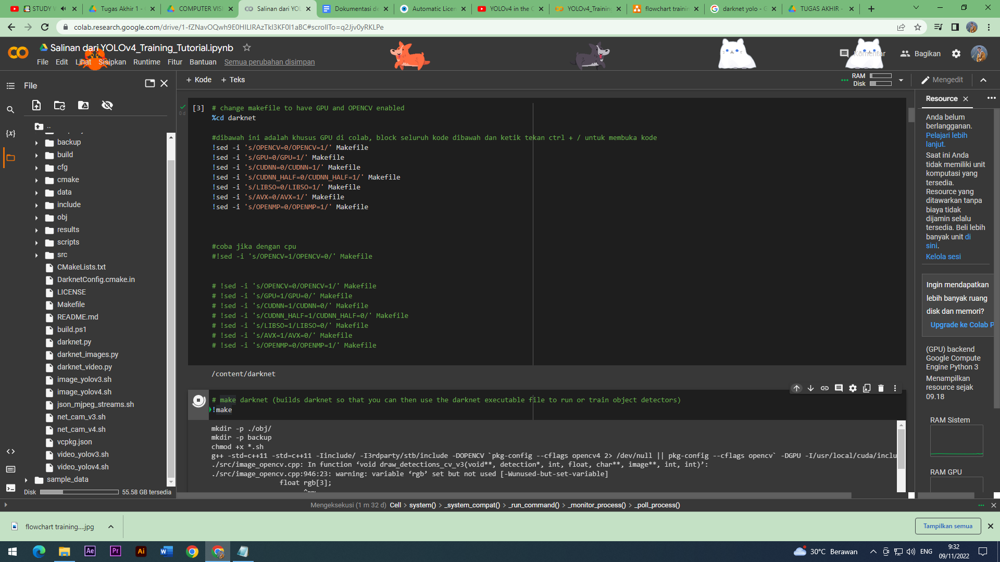 STUDY W
Tugas Akhir 1 -
COMPUTER VISI
Salinan dari YOL
Dokumentasi de
Automatic Licen
YOLOv4 in the C
YOLOv4_Training
flowchart trainin
darknet yolo - G
TUGAS AKHIR -
colab.research.google.com/drive/1-fZNavOQwh9E0HILIRAzTkI3KF0I1aBC#scrollTo=q2Jjv0yRKLPe
Salinan dari YOLOv4_Training_Tutorial.ipynb
File Edit Lihat Sisipkan Runtime Fitur Bantuan Semua perubahan disimpan
Komentar
Bagikan
File
+ Kode + Teks
RAM
Disk
Mengedit
..
backup
build
cfg
cmake
data
include
obj
results
scripts
src
CMakeLists.txt
DarknetConfig.cmake.in
LICENSE
Makefile
README.md
build.ps1
darknet.py
darknet_images.py
darknet_video.py
image_yolov3.sh
image_yolov4.sh
json_mjpeg_streams.sh
net_cam_v3.sh
net_cam_v4.sh
vcpkg.json
video_yolov3.sh
video_yolov4.sh
sample_data
Disk 55.58 GB tersedia
[3] # change makefile to have GPU and OPENCV enabled
0 d
%cd darknet
#dibawah ini adalah khusus GPU di colab, block seluruh kode dibawah dan ketik tekan ctrl + / untuk membuka kode
!sed -i 's/OPENCV=0/OPENCV=1/' Makefile
!sed -i 's/GPU=0/GPU=1/' Makefile
!sed -i 's/CUDNN=0/CUDNN=1/' Makefile
!sed -i 's/CUDNN_HALF=0/CUDNN_HALF=1/' Makefile
!sed -i 's/LIBSO=0/LIBSO=1/' Makefile
!sed -i 's/AVX=0/AVX=1/' Makefile
!sed -i 's/OPENMP=0/OPENMP=1/' Makefile
#coba jika dengan cpu
#!sed -i 's/OPENCV=1/OPENCV=0/' Makefile
# !sed -i 's/OPENCV=0/OPENCV=1/' Makefile
# !sed -i 's/GPU=1/GPU=0/' Makefile
# !sed -i 's/CUDNN=1/CUDNN=0/' Makefile
# !sed -i 's/CUDNN_HALF=1/CUDNN_HALF=0/' Makefile
# !sed -i 's/LIBSO=1/LIBSO=0/' Makefile
# !sed -i 's/AVX=1/AVX=0/' Makefile
# !sed -i 's/OPENMP=0/OPENMP=1/' Makefile
/content/darknet
# make darknet (builds darknet so that you can then use the darknet executable file to run or train object detectors)
!make
mkdir -p ./obj/
mkdir -p backup
chmod +x *.sh
g++ -std=c++11 -std=c++11 -Iinclude/ -I3rdparty/stb/include -DOPENCV `pkg-config --cflags opencv4 2> /dev/null || pkg-config --cflags opencv` -DGPU -I/usr/local/cuda/inclu
./src/image_opencv.cpp: In function ‘void draw_detections_cv_v3(void**, detection*, int, float, char**, image**, int, int)’:
./src/image_opencv.cpp:946:23: warning: variable ‘rgb’ set but not used [-Wunused-but-set-variable]
float rgb[3];
^~~
Resource
Anda belum
berlangganan.
Pelajari lebih
lanjut.
Saat ini Anda
tidak memiliki unit
komputasi yang
tersedia.
Resource yang
ditawarkan tanpa
biaya tidak
dijamin selalu
tersedia. Beli lebih
banyak unit di
sini.
Kelola sesi
Ingin mendapatkan
lebih banyak ruang
disk dan memori?
Upgrade ke Colab P
(GPU) backend
Google Compute
Engine Python 3
Menampilkan
resource sejak
09.18
RAM Sistem
RAM GPU
Mengeksekusi (1 m 32 d) Cell > system() > _system_compat() > _run_command() > _monitor_process() > _poll_process()
flowchart training....jpg
Tampilkan semua
30°C Berawan
ENG
9:32
09/11/2022